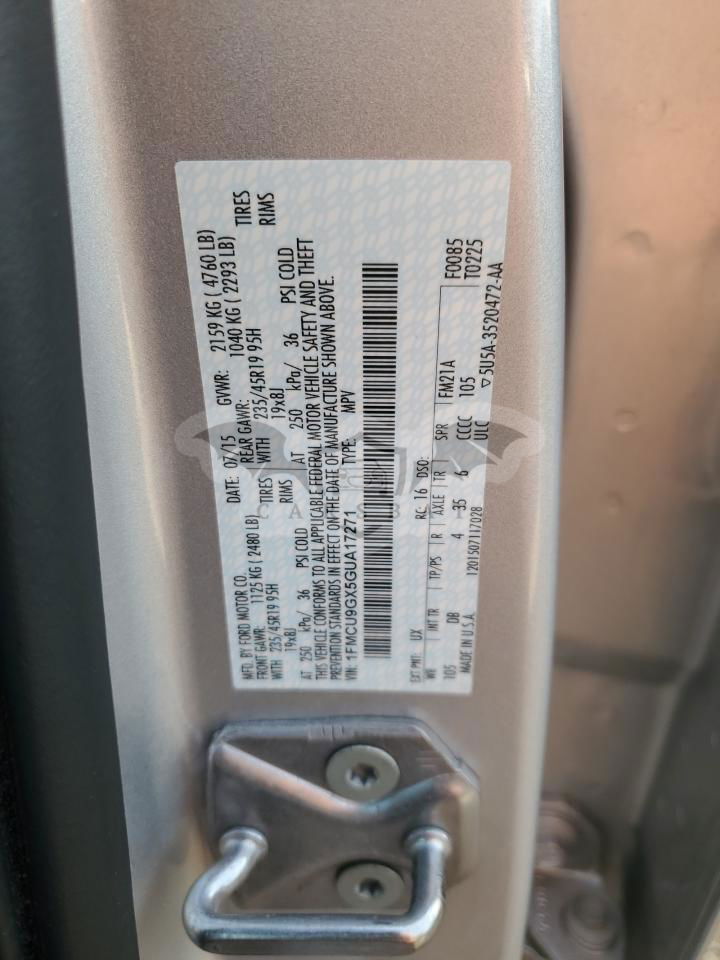 MFD. BY FORD MOTOR CO.
DATE: 07/15 GVWR: 2159 KG ( 4760 LB)
FRONT GAWR: 1125 KG ( 2480 LB) REAR GAWR: 1040 KG ( 2293 LB)
WITH 235/45R19 95H TIRES WITH 235/45R19 95H TIRES
19x8J RIMS 19x8J RIMS
AT 250 kPa/ 36 PSI COLD AT 250 kPa/ 36 PSI COLD
THIS VEHICLE CONFORMS TO ALL APPLICABLE FEDERAL MOTOR VEHICLE SAFETY AND THEFT
PREVENTION STANDARDS IN EFFECT ON THE DATE OF MANUFACTURE SHOWN ABOVE.
VIN: 1FMCU9GX5GUA17271 TYPE: MPV
EXT PNT: UX RC: 16 DSO: F0085
WB INT TR TP/PS R AXLE TR SPR FM21A T0225
105 DB 4 35 6 CCCC 105
MADE IN U.S.A. 1201507117028 ULC ▽5U5A-3520472-AA